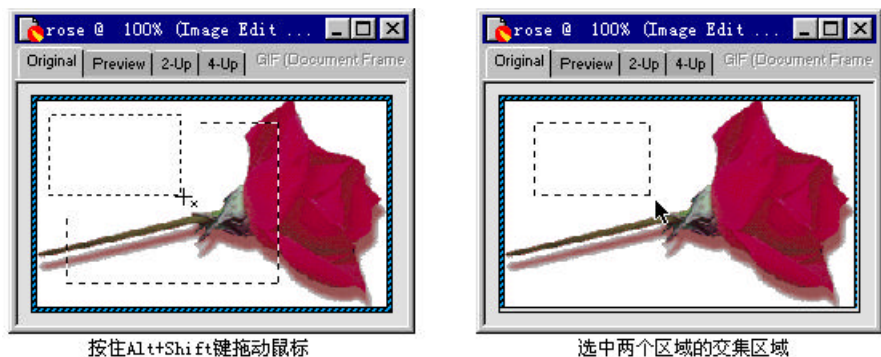 rose @ 100% (Image Edit ...
Original Preview 2-Up 4-Up GIF (Document Frame
按住Alt+Shift键拖动鼠标
rose @ 100% (Image Edit ...
Original Preview 2-Up 4-Up GIF (Document Frame
选中两个区域的交集区域